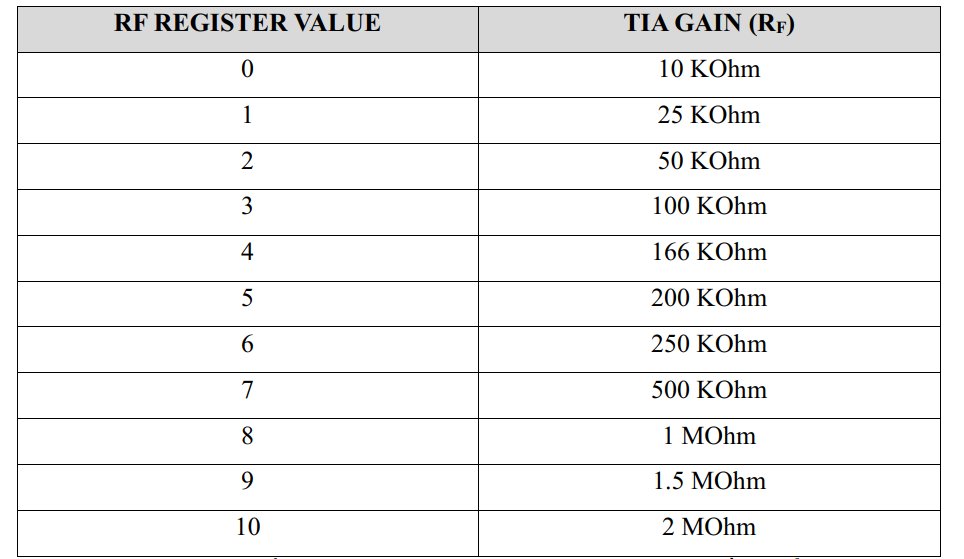 RF REGISTER VALUE TIA GAIN (RF)
0 10 KOhm
1 25 KOhm
2 50 KOhm
3 100 KOhm
4 166 KOhm
5 200 KOhm
6 250 KOhm
7 500 KOhm
8 1 MOhm
9 1.5 MOhm
10 2 MOhm